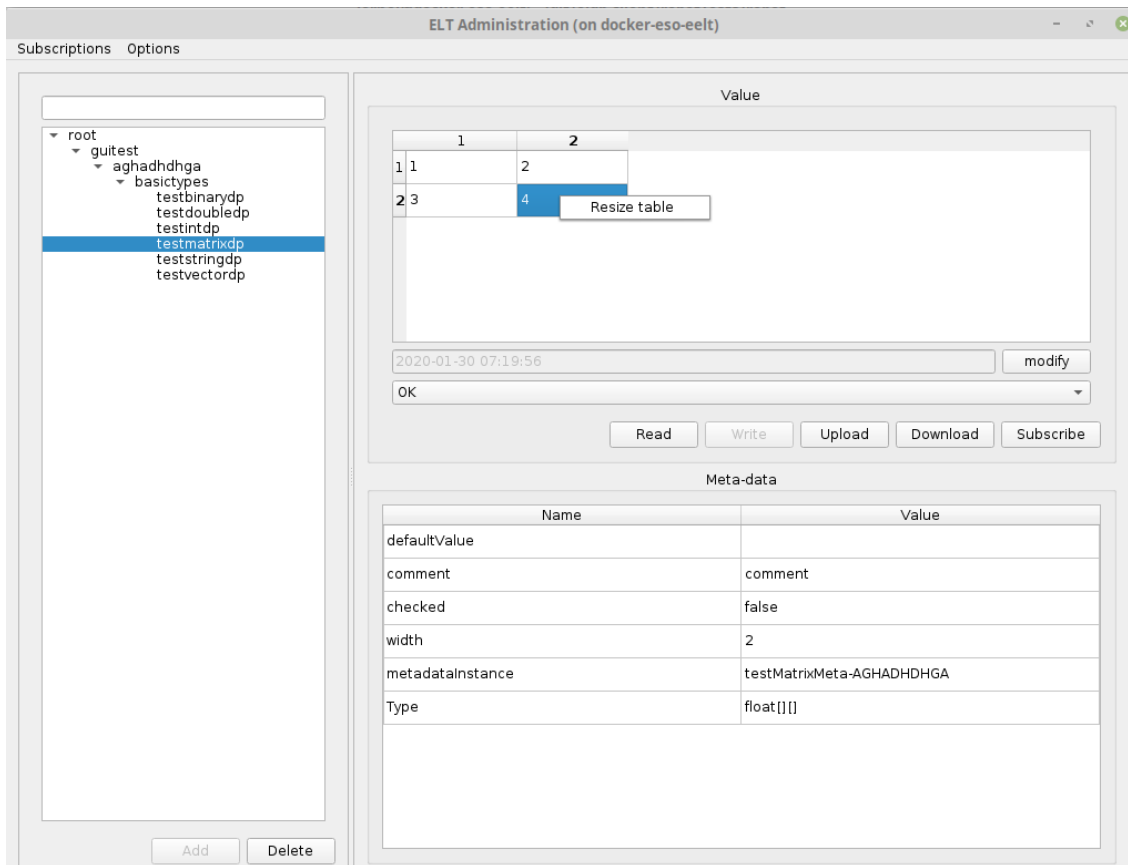 ELT Administration (on docker-eso-eelt)
Subscriptions Options
root
guitest
aghadhdhga
basictypes
testbinarydp
testdoubledp
testintdp
testmatrixdp
teststringdp
testvectordp
Add Delete
Value
1 2
1 1 2
2 3 4
Resize table
2020-01-30 07:19:56 modify
OK
Read Write Upload Download Subscribe
Meta-data
Name Value
defaultValue
comment comment
checked false
width 2
metadataInstance testMatrixMeta-AGHADHDHGA
Type float[][]